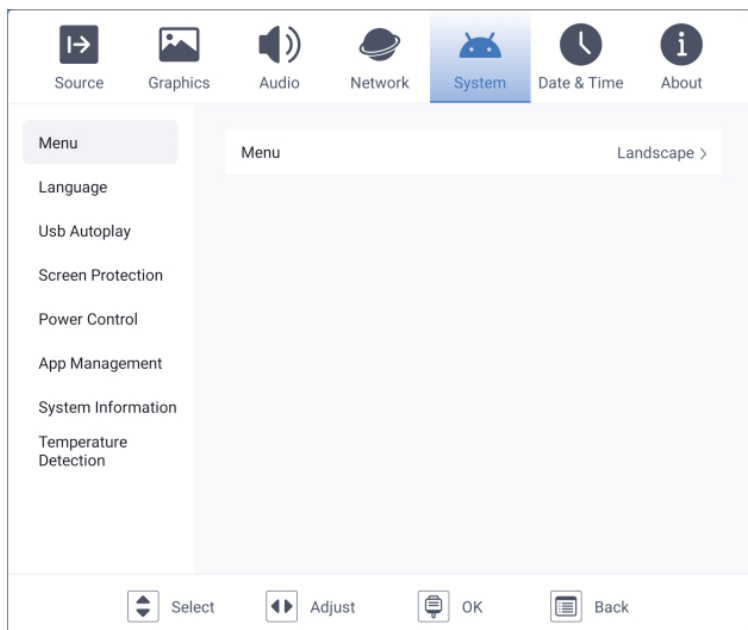 Source Graphics Audio Network System Date & Time About
Menu
Menu Landscape
Language
Usb Autoplay
Screen Protection
Power Control
App Management
System Information
Temperature
Detection
Select Adjust OK Back